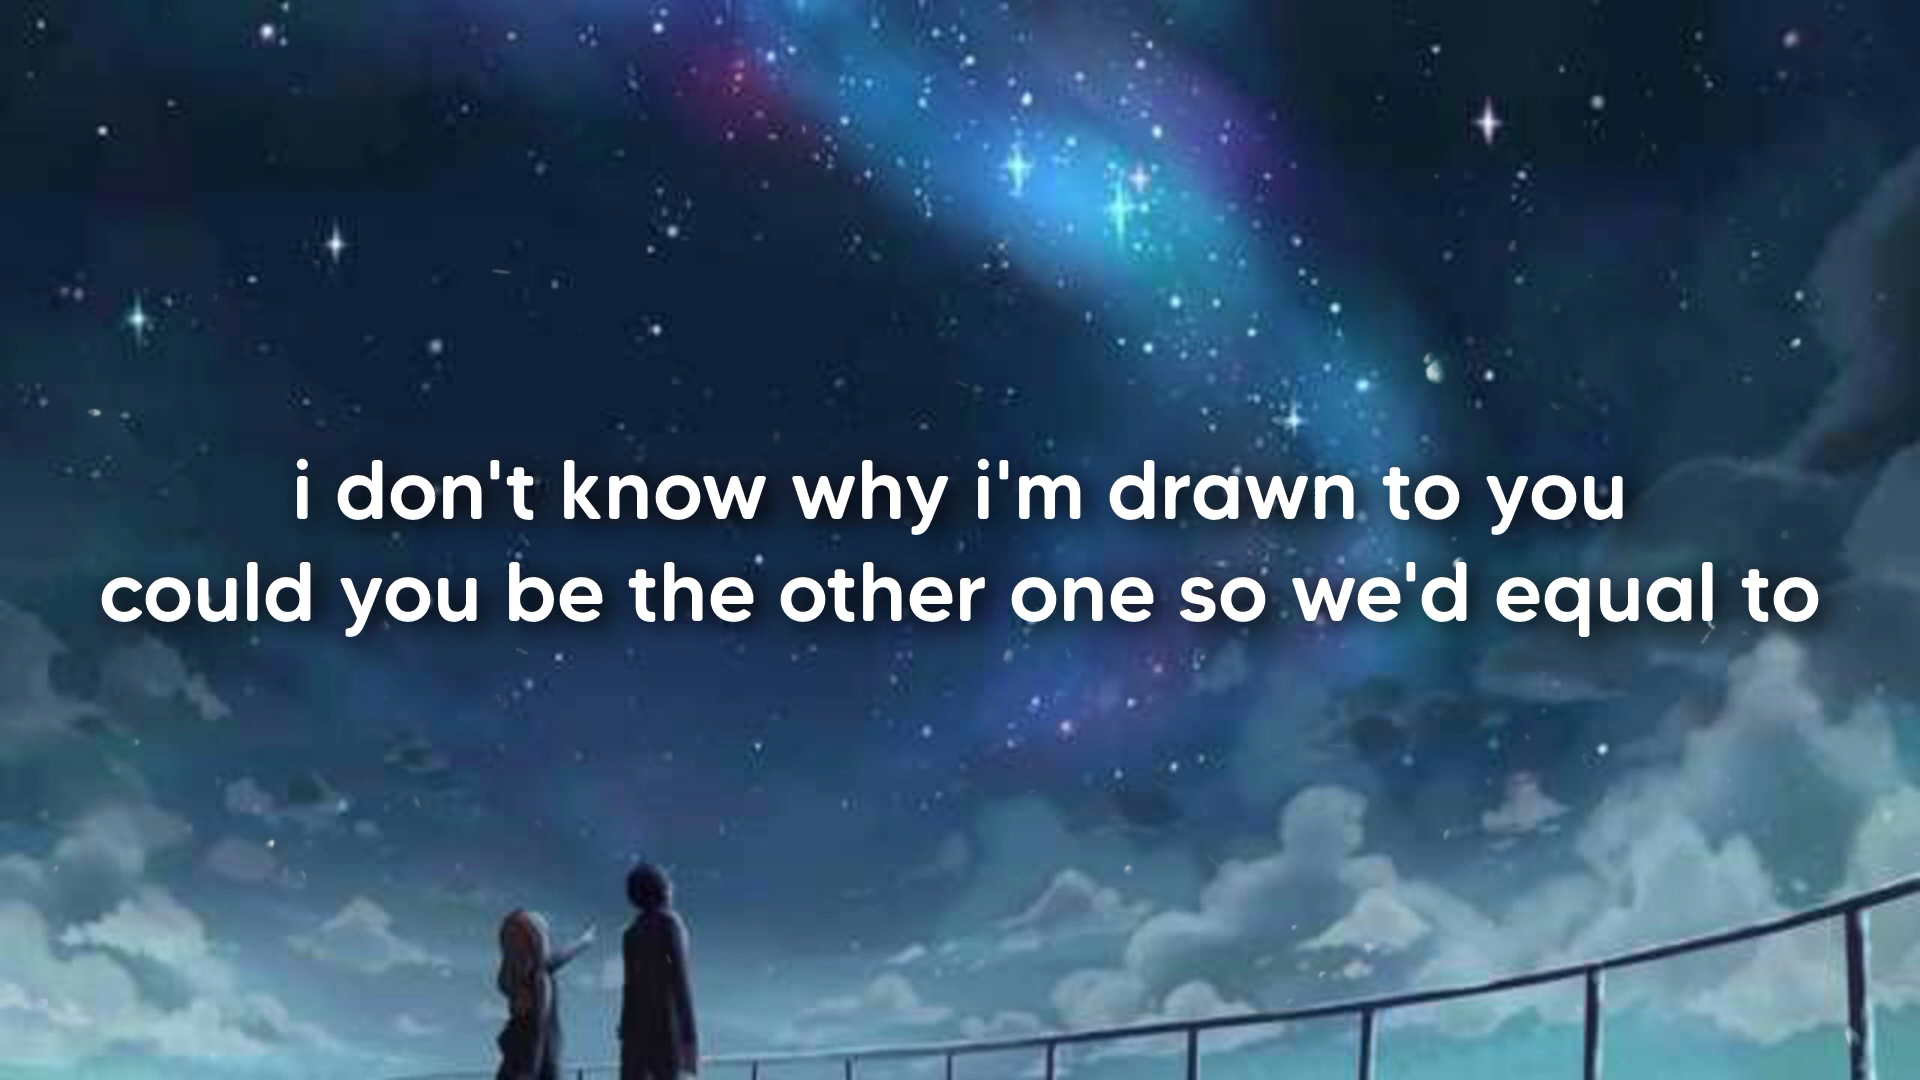 i don't know why i'm drawn to you
could you be the other one so we'd equal to